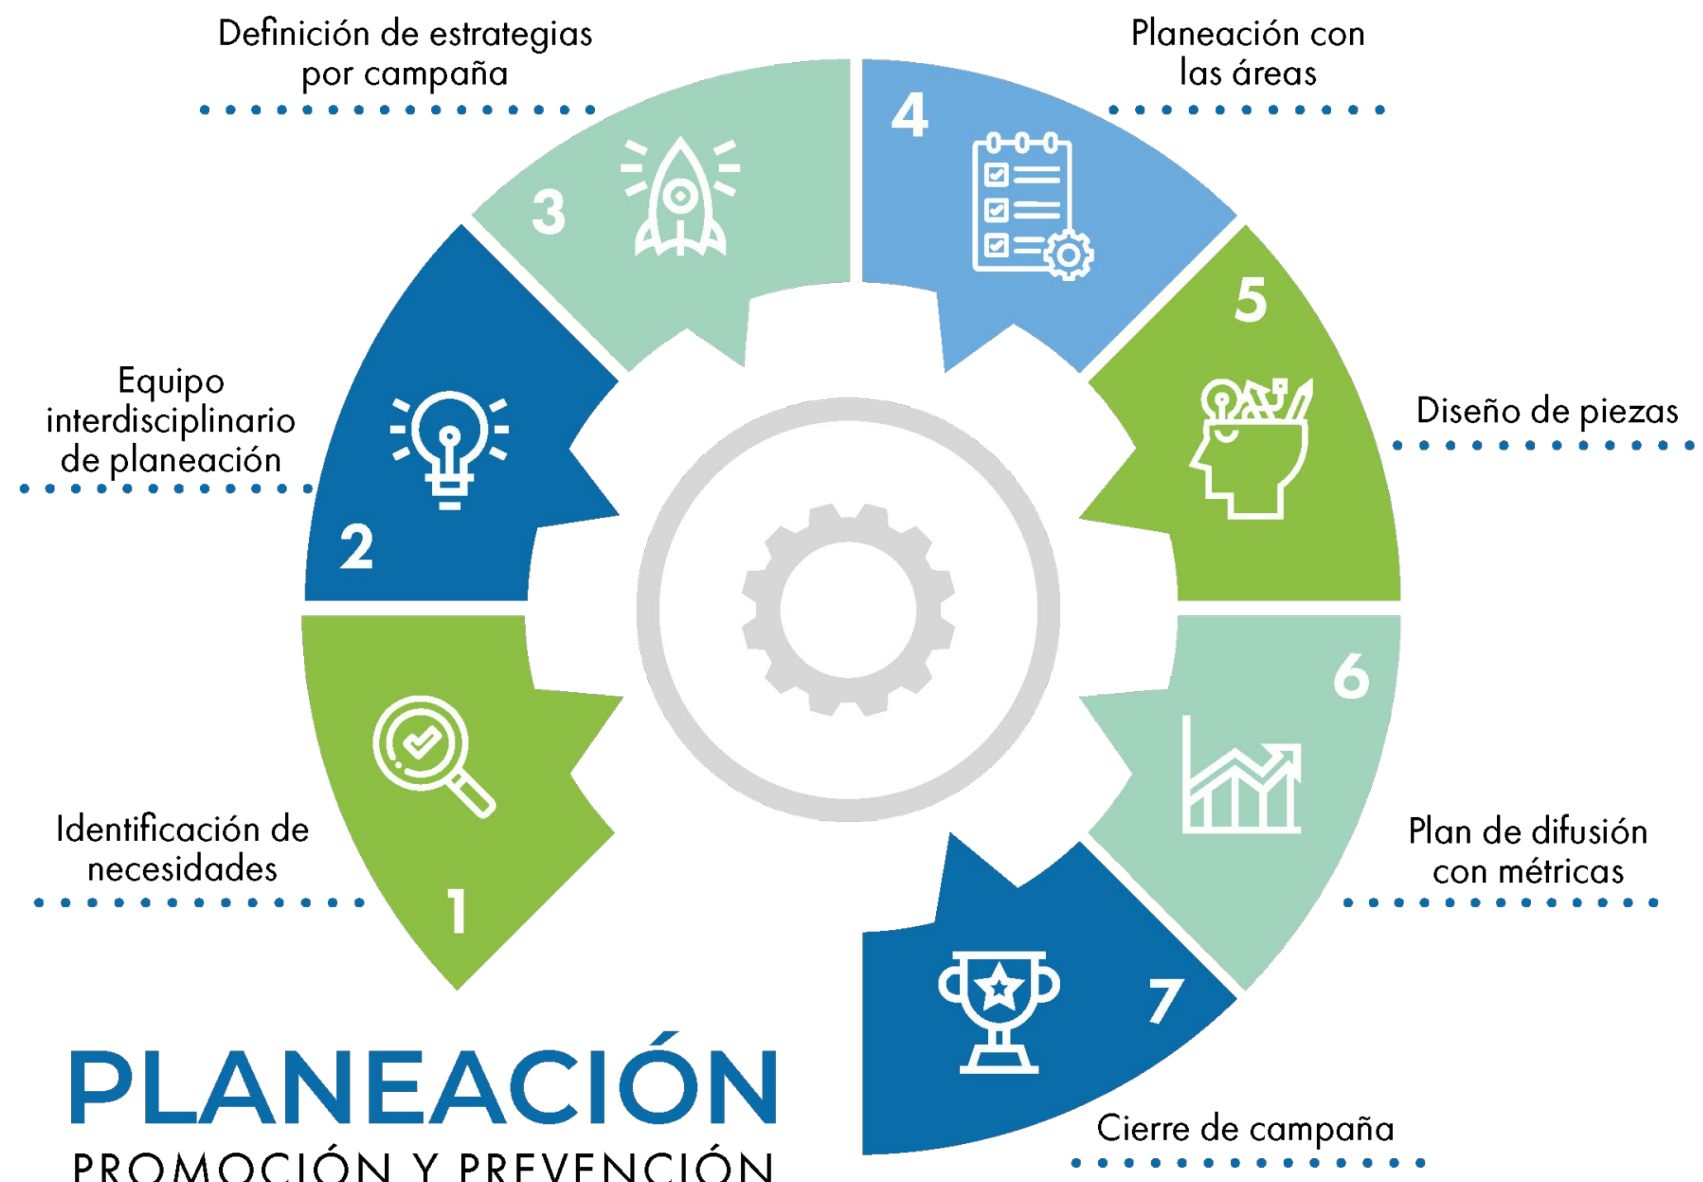 Definición de estrategias
por campaña
Planeación con
las áreas
4
3
5
Equipo
interdisciplinario
de planeación
Diseño de piezas
2
6
Identificación de
necesidades
Plan de difusión
con métricas
1
7
PLANEACIÓN
PROMOCIÓN Y PREVENCIÓN
Cierre de campaña